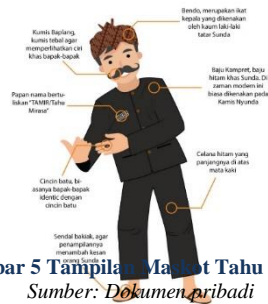 Bendo, merupakan ikat
kepala yang dikenakan
oleh kaum laki-laki
tatar Sunda
Kumis Baplang,
kumis tebal agar
memperlihatkan ciri
khas bapak-bapak
Baju Kampret, baju
hitam khas Sunda. Di
zaman modern ini
biasa dikenakan pada
Kamis Nyunda
Papan nama bertu-
liskan "TAMIR/Tahu
Mirasa"
Celana hitam yang
panjangnya di atas
mata kaki
Cincin batu, bi-
asanya bapak-bapak
identic dengan
cincin batu
Sendal bakiak, agar
penampilannya
menambah kesan
orang Sunda
bar 5 Tampilan Maskot Tahu
Sumber: Dokumen pribadi